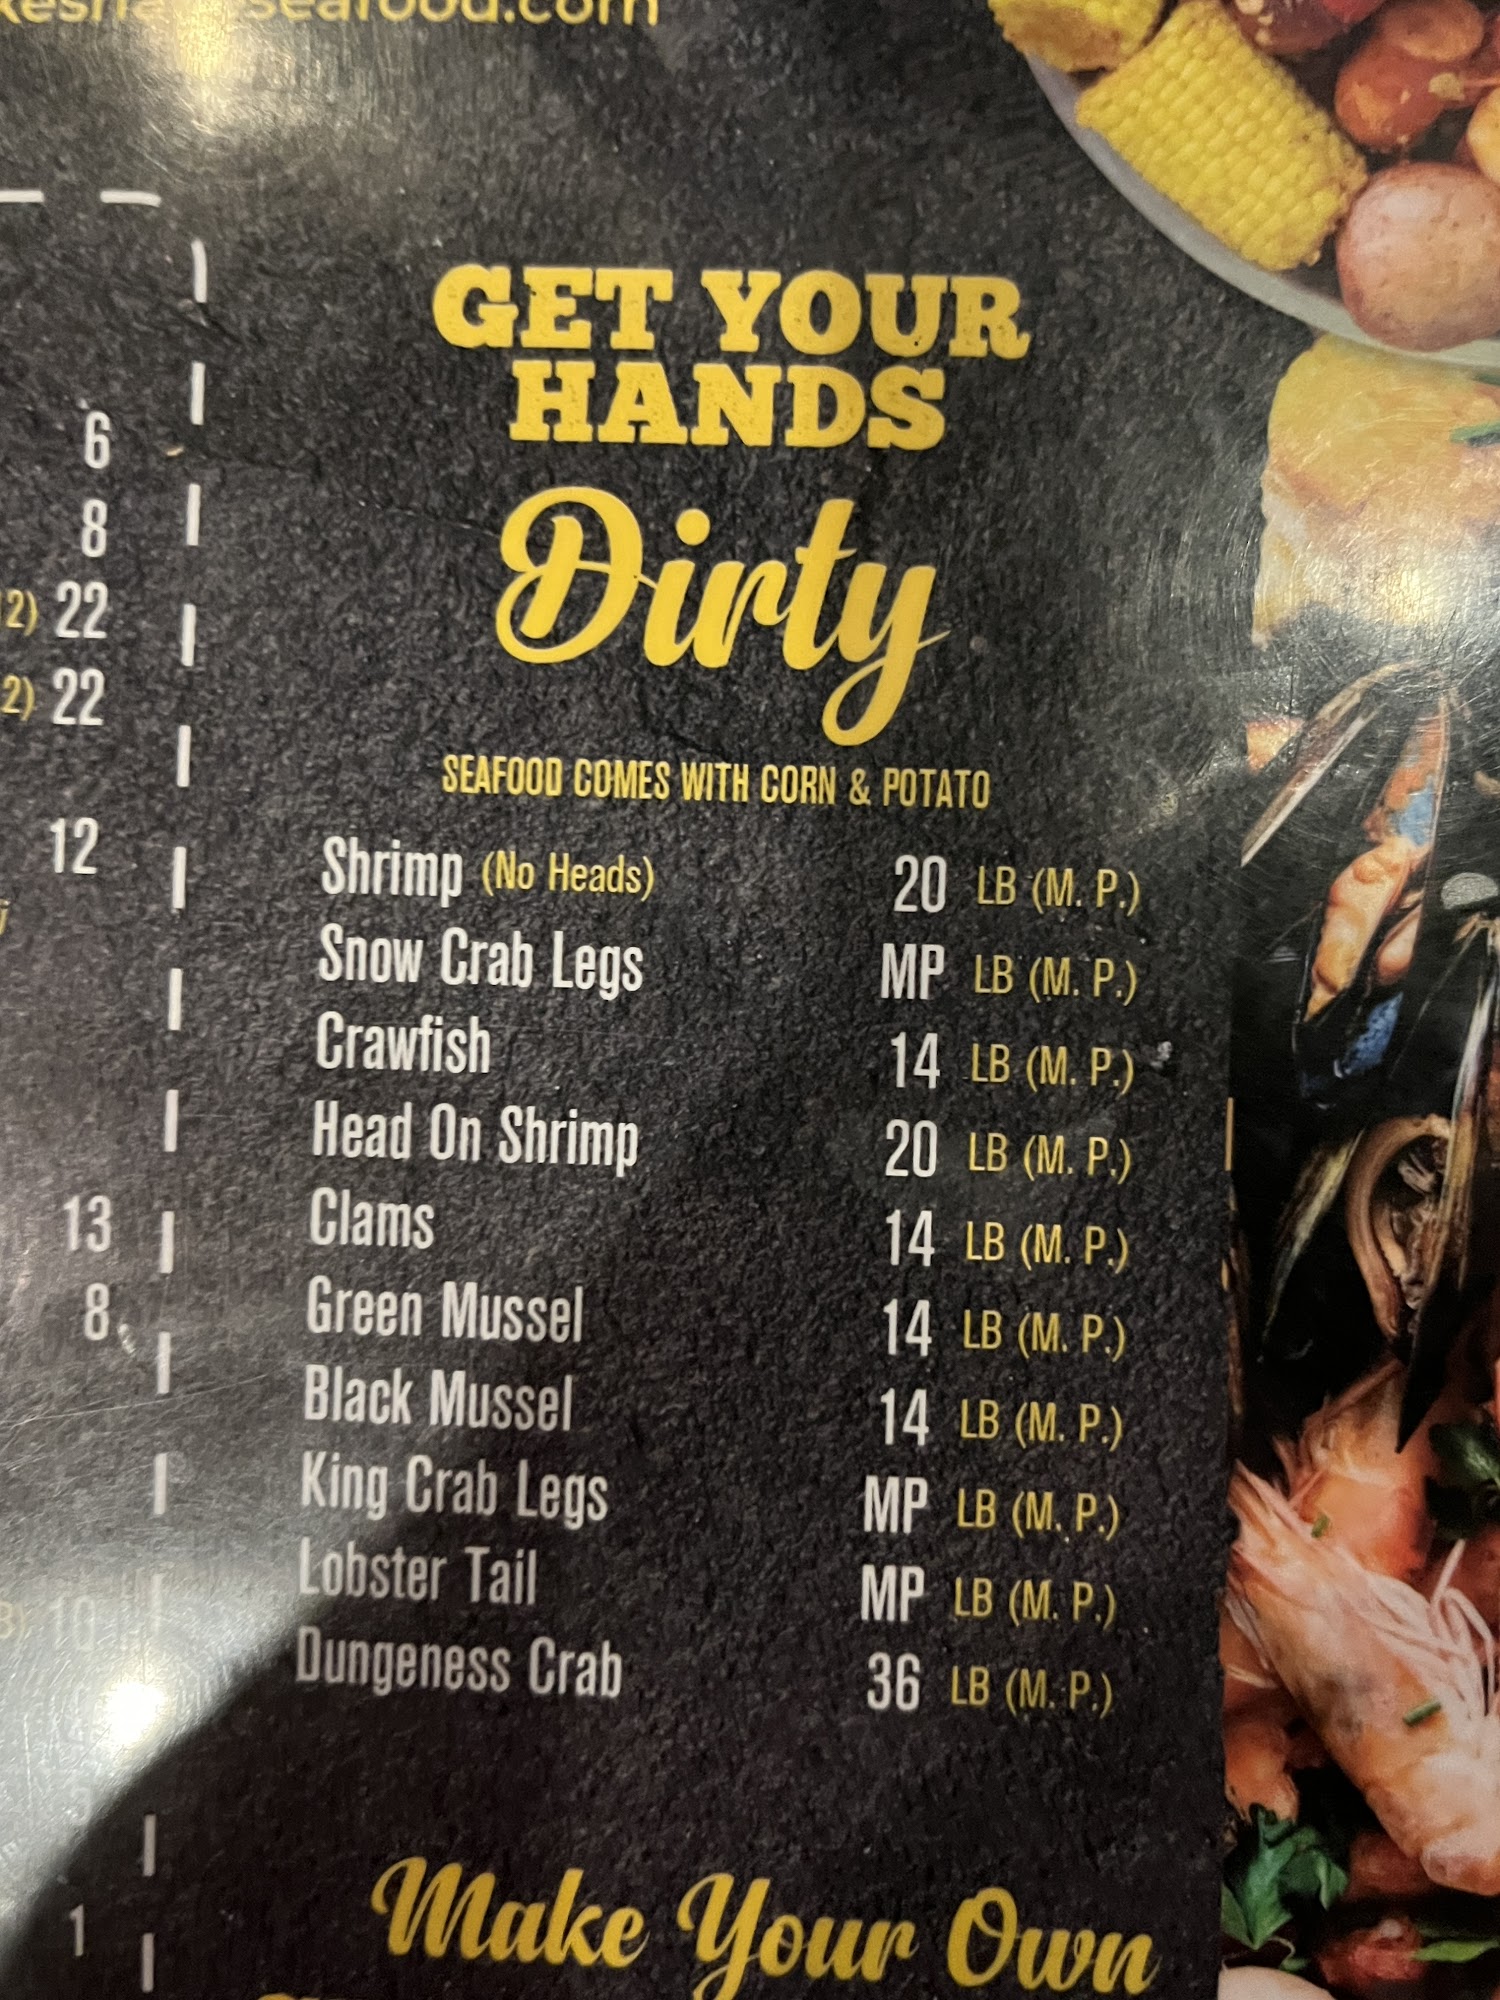 seafood.com
6
8
22
22
12
13
8
10
1
GET YOUR
HANDS
Dirty
SEAFOOD COMES WITH CORN & POTATO
Shrimp (No Heads) 20 LB (M. P.)
Snow Crab Legs MP LB (M. P.)
Crawfish 14 LB (M. P.)
Head On Shrimp 20 LB (M. P.)
Clams 14 LB (M. P.)
Green Mussel 14 LB (M. P.)
Black Mussel 14 LB (M. P.)
King Crab Legs MP LB (M. P.)
Lobster Tail MP LB (M. P.)
Dungeness Crab 36 LB (M. P.)
Make Your Own